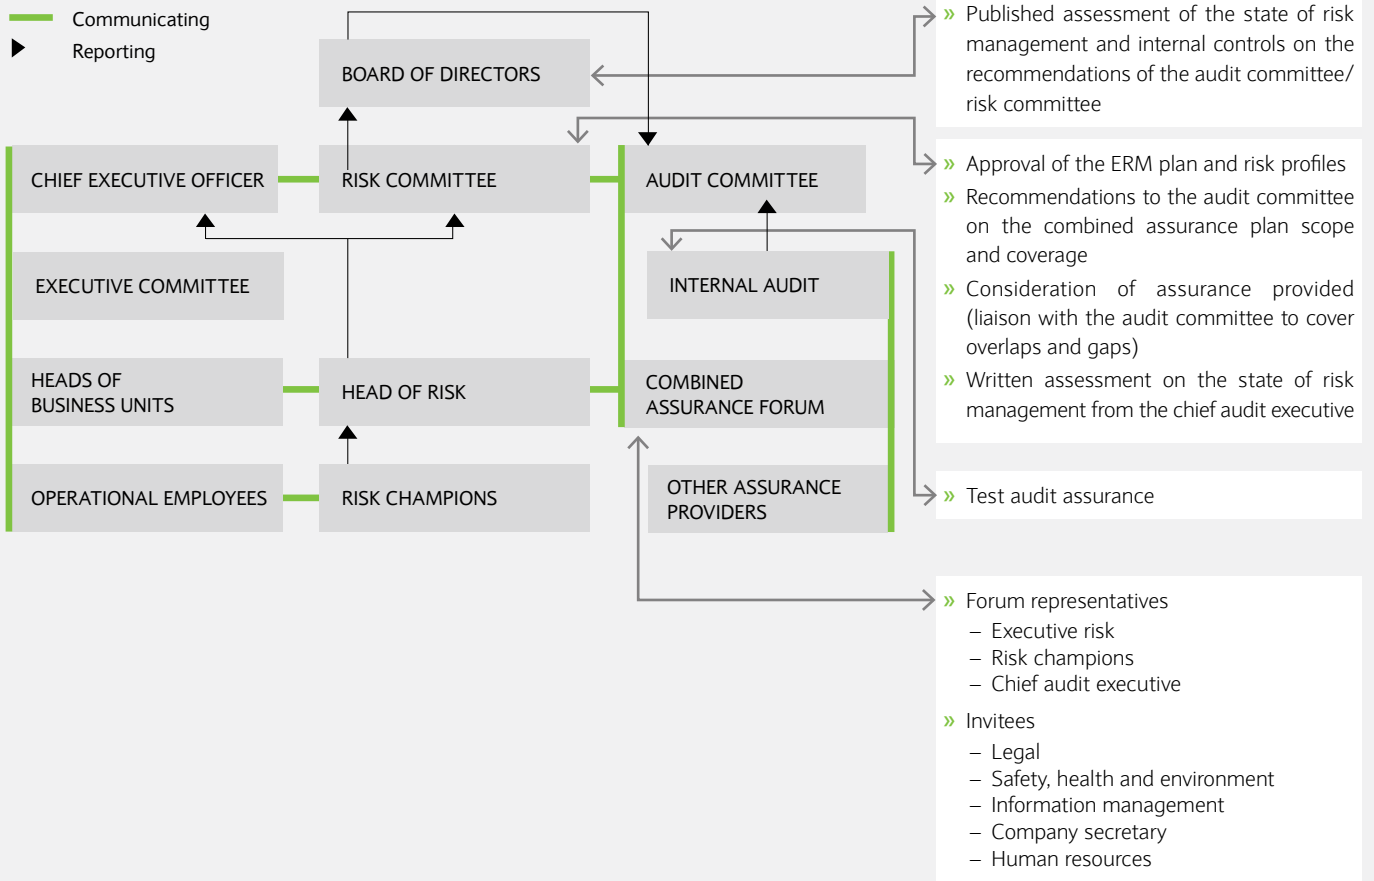 Communicating
Reporting
BOARD OF DIRECTORS
CHIEF EXECUTIVE OFFICER
RISK COMMITTEE
AUDIT COMMITTEE
EXECUTIVE COMMITTEE
INTERNAL AUDIT
HEADS OF
BUSINESS UNITS
HEAD OF RISK
COMBINED
ASSURANCE FORUM
OPERATIONAL EMPLOYEES
RISK CHAMPIONS
OTHER ASSURANCE
PROVIDERS
» Published assessment of the state of risk
management and internal controls on the
recommendations of the audit committee/
risk committee
» Approval of the ERM plan and risk profiles
» Recommendations to the audit committee
on the combined assurance plan scope
and coverage
» Consideration of assurance provided
(liaison with the audit committee to cover
overlaps and gaps)
» Written assessment on the state of risk
management from the chief audit executive
» Test audit assurance
» Forum representatives
– Executive risk
– Risk champions
– Chief audit executive
» Invitees
– Legal
– Safety, health and environment
– Information management
– Company secretary
– Human resources